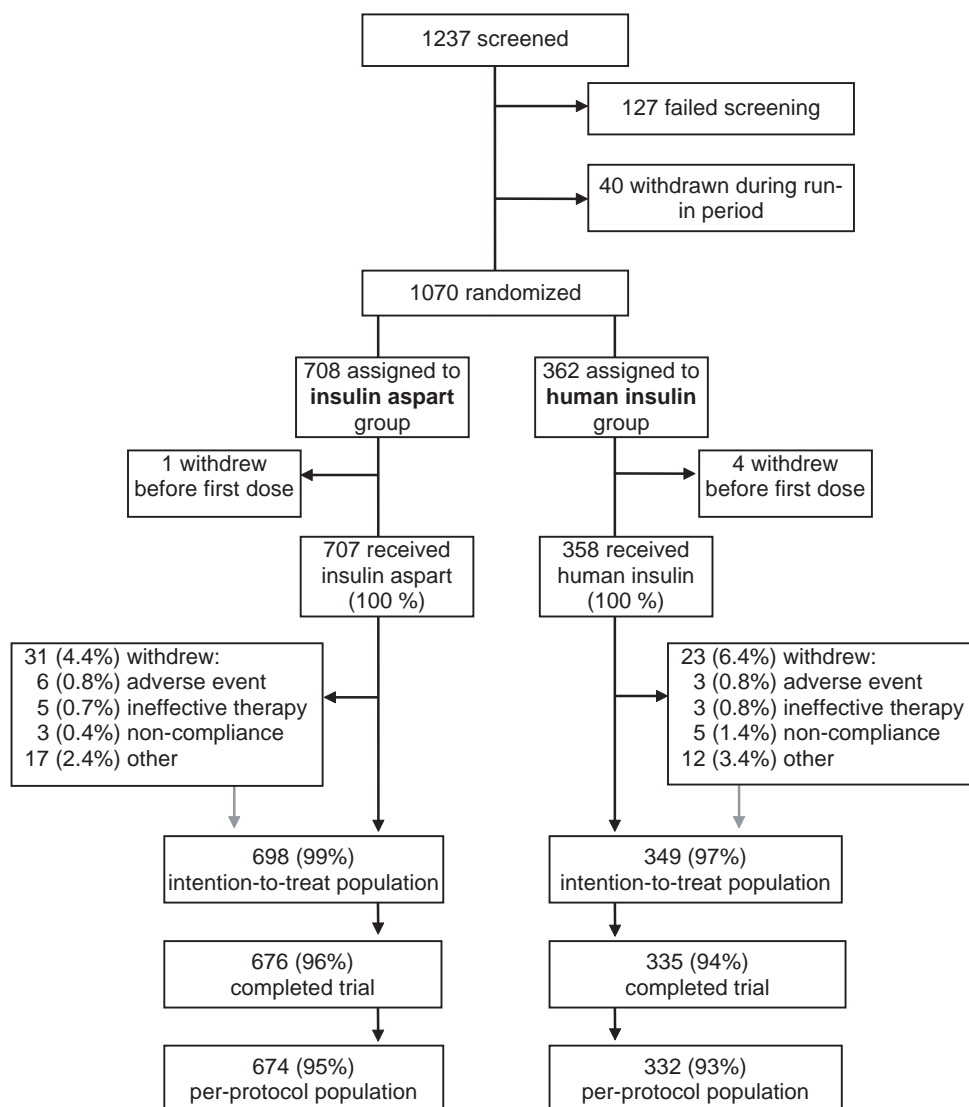 1237 screened
127 failed screening
40 withdrawn during run-
in period
1070 randomized
708 assigned to
insulin aspart
group
362 assigned to
human insulin
group
1 withdrew
before first dose
4 withdrew
before first dose
707 received
insulin aspart
(100 %)
358 received
human insulin
(100 %)
31 (4.4%) withdrew:
6 (0.8%) adverse event
5 (0.7%) ineffective therapy
3 (0.4%) non-compliance
17 (2.4%) other
23 (6.4%) withdrew:
3 (0.8%) adverse event
3 (0.8%) ineffective therapy
5 (1.4%) non-compliance
12 (3.4%) other
698 (99%)
intention-to-treat population
349 (97%)
intention-to-treat population
676 (96%)
completed trial
335 (94%)
completed trial
674 (95%)
per-protocol population
332 (93%)
per-protocol population